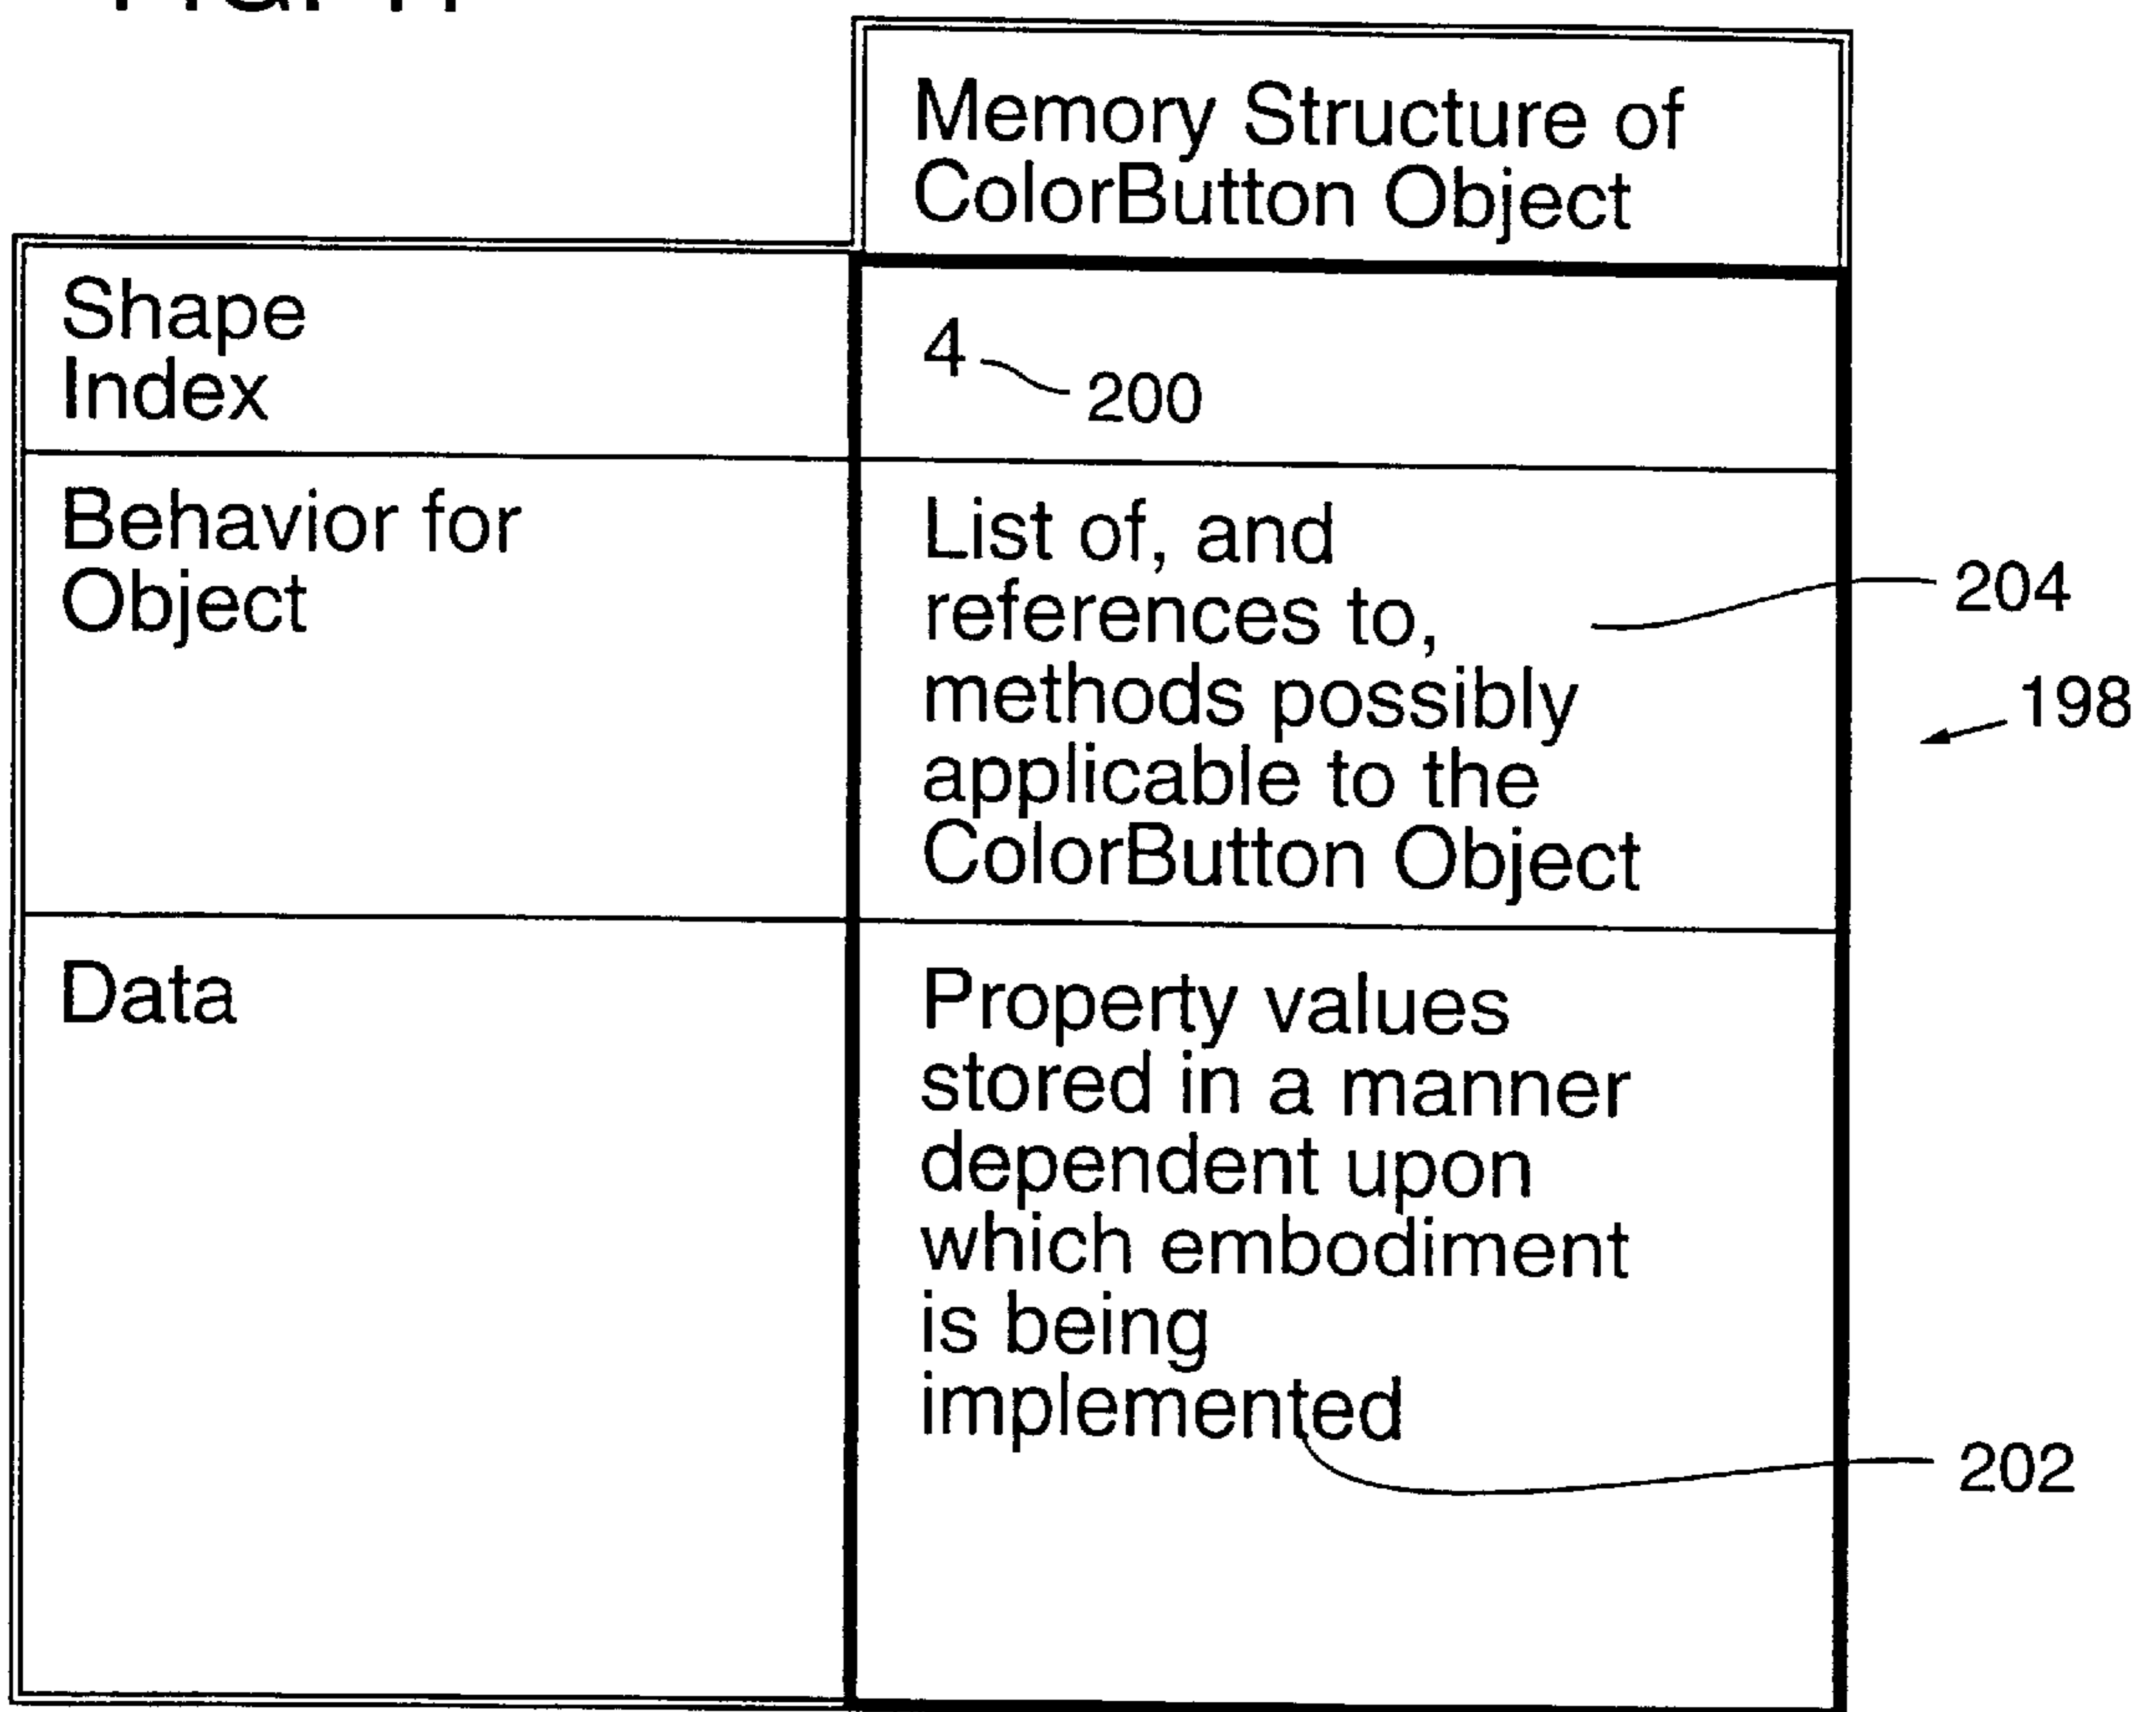 Memory Structure of
ColorButton Object
Shape
Index
4
200
Behavior for
Object
List of, and
references to,
methods possibly
applicable to the
ColorButton Object
204
198
Data
Property values
stored in a manner
dependent upon
which embodiment
is being
implemented
202